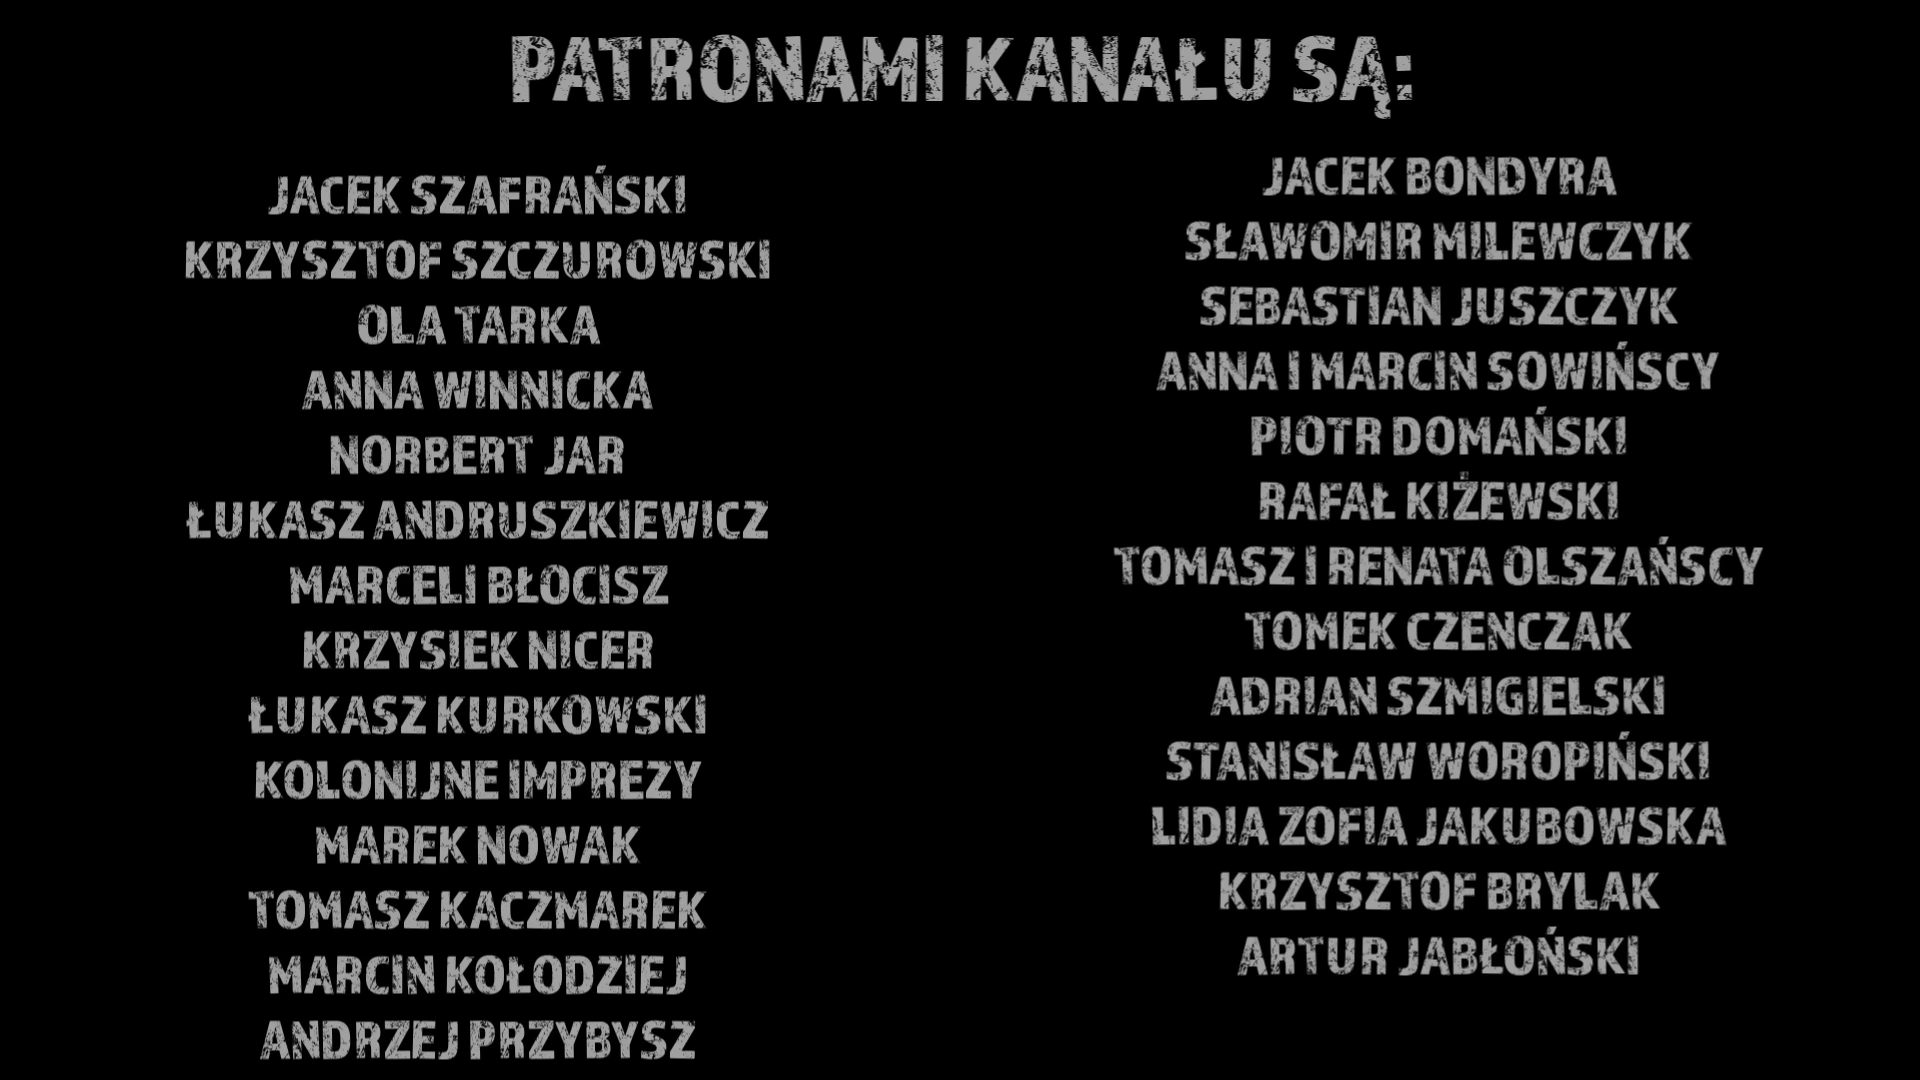 PATRONAMI KANAŁU SĄ:
JACEK SZAFRAŃSKI
KRZYSZTOF SZCZUROWSKI
OLA TARKA
ANNA WINNICKA
NORBERT JAR
ŁUKASZ ANDRUSZKIEWICZ
MARCELI BŁOCISZ
KRZYSIEK NICER
ŁUKASZ KURKOWSKI
KOLONIJNE IMPREZY
MAREK NOWAK
TOMASZ KACZMAREK
MARCIN KOŁODZIEJ
ANDRZEJ PRZYBYSZ
JACEK BONDYRA
SŁAWOMIR MILEWCZYK
SEBASTIAN JUSZCZYK
ANNA I MARCIN SOWIŃSCY
PIOTR DOMAŃSKI
RAFAŁ KIŻEWSKI
TOMASZ I RENATA OLSZAŃSCY
TOMEK CZENCZAK
ADRIAN SZMIGIELSKI
STANISŁAW WOROPIŃSKI
LIDIA ZOFIA JAKUBOWSKA
KRZYSZTOF BRYLAK
ARTUR JABŁOŃSKI